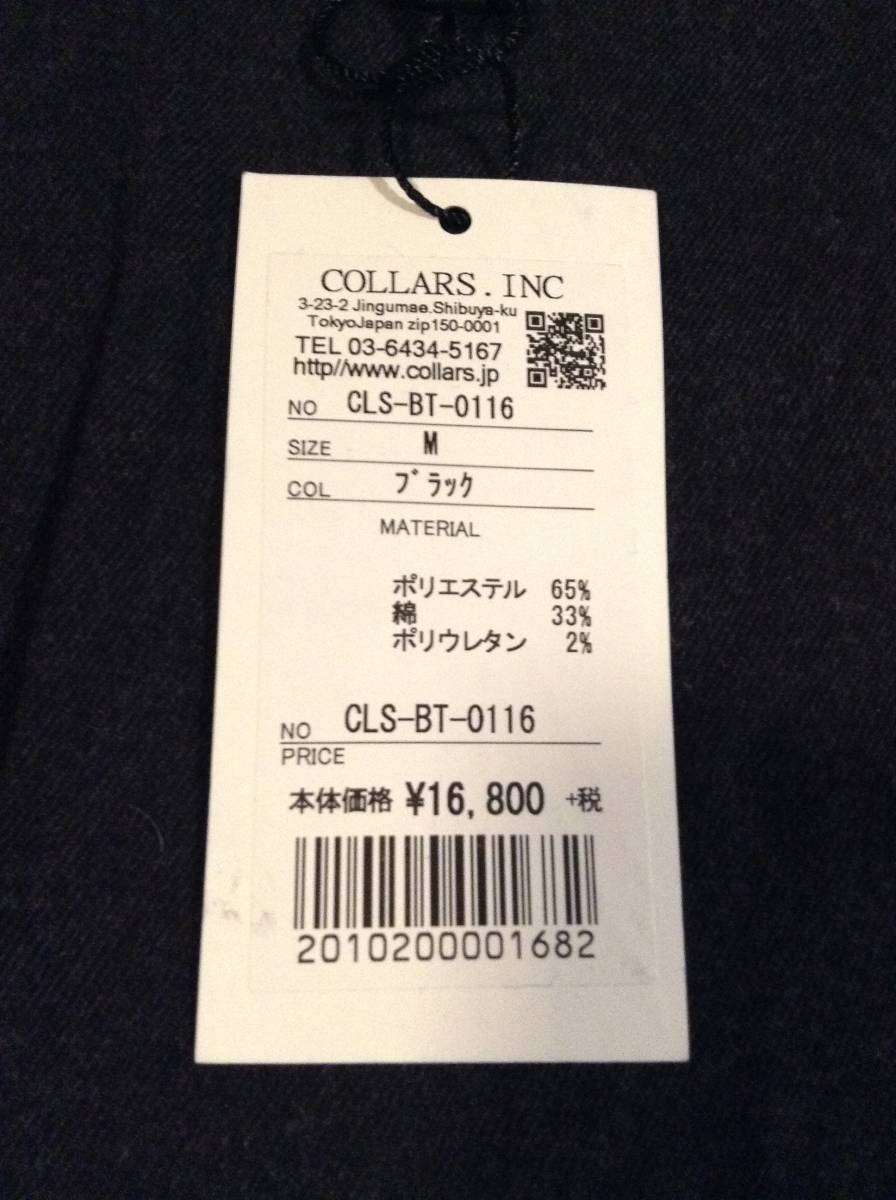 COLLARS.INC
3-23-2 Jingumae.Shibuya-ku
TokyoJapan zip150-0001
TEL 03-6434-5167
http//www.collars.jp
NO CLS-BT-0116
SIZE M
COL ﾌﾞﾗｯｸ
MATERIAL
ポリエステル 65%
綿 33%
ポリウレタン 2%
NO CLS-BT-0116
PRICE
本体価格 ¥16,800 +税
2010200001682